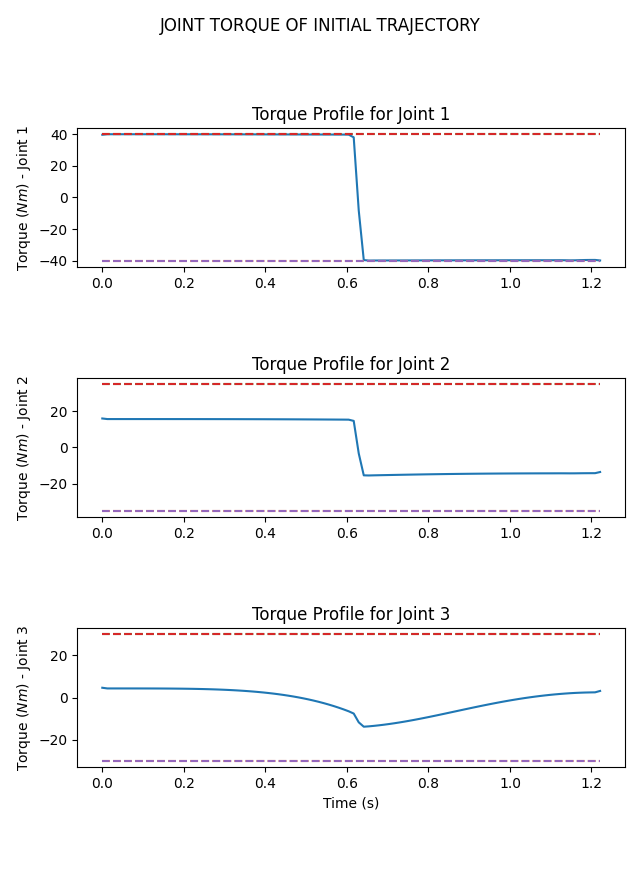 JOINT TORQUE OF INITIAL TRAJECTORY
Torque Profile for Joint 1
Torque (Nm) - Joint 1
40
20
0
−20
−40
0.0 0.2 0.4 0.6 0.8 1.0 1.2
Torque Profile for Joint 2
Torque (Nm) - Joint 2
20
0
−20
0.0 0.2 0.4 0.6 0.8 1.0 1.2
Torque Profile for Joint 3
Torque (Nm) - Joint 3
20
0
−20
0.0 0.2 0.4 0.6 0.8 1.0 1.2
Time (s)